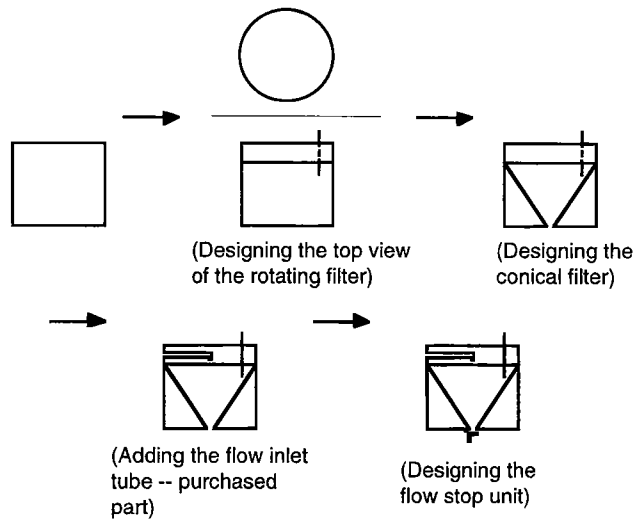 (Designing the top view
of the rotating filter)
(Designing the
conical filter)
(Adding the flow inlet
tube -- purchased
part)
(Designing the
flow stop unit)